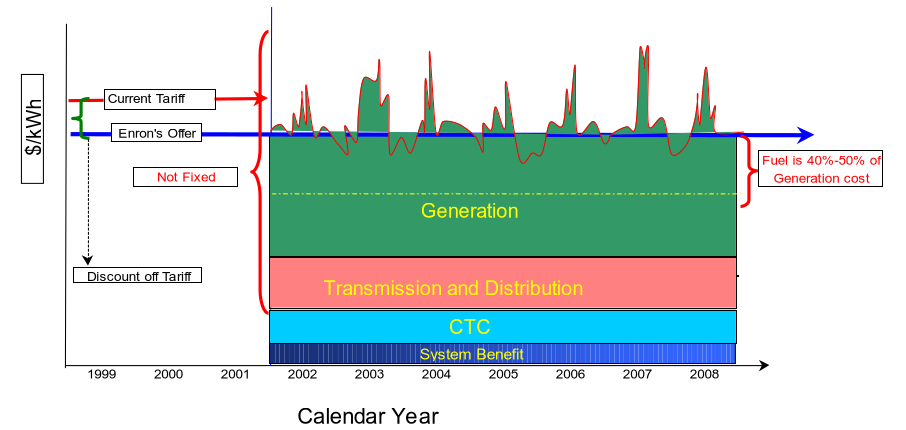 $/kWh
Current Tariff
Enron's Offer
Not Fixed
Discount off Tariff
Fuel is 40%-50% of
Generation cost
Generation
Transmission and Distribution
CTC
System Benefit
1999 2000 2001 2002 2003 2004 2005 2006 2007 2008
Calendar Year